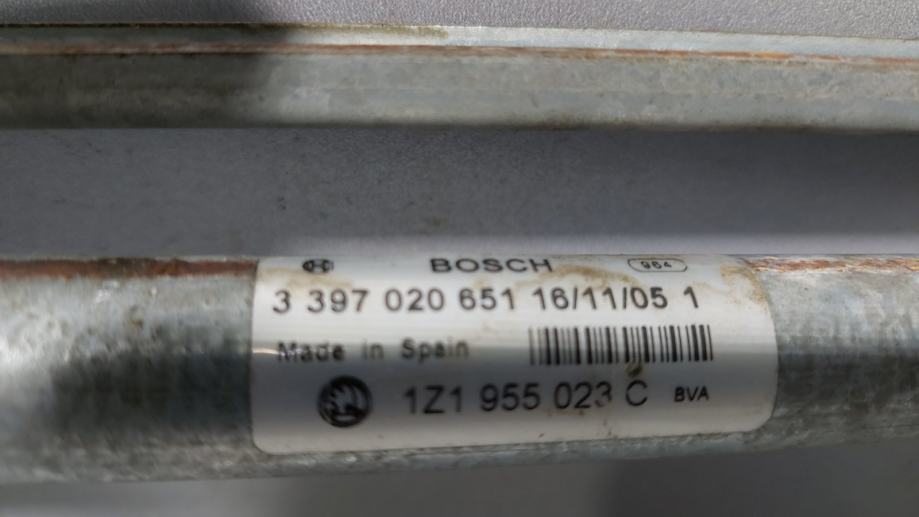 BOSCH 964
3 397 020 651 16/11/05 1
Made in Spain
1Z1 955 023 C BVA